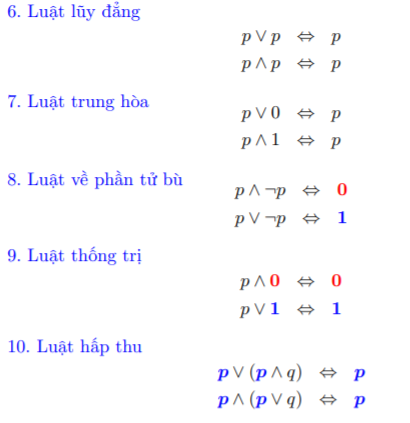 6. Luật lũy đẳng
p ∨ p ⇔ p
p ∧ p ⇔ p
7. Luật trung hòa
p ∨ 0 ⇔ p
p ∧ 1 ⇔ p
8. Luật về phần tử bù
p ∧ ¬p ⇔ 0
p ∨ ¬p ⇔ 1
9. Luật thống trị
p ∧ 0 ⇔ 0
p ∨ 1 ⇔ 1
10. Luật hấp thu
p ∨ (p ∧ q) ⇔ p
p ∧ (p ∨ q) ⇔ p